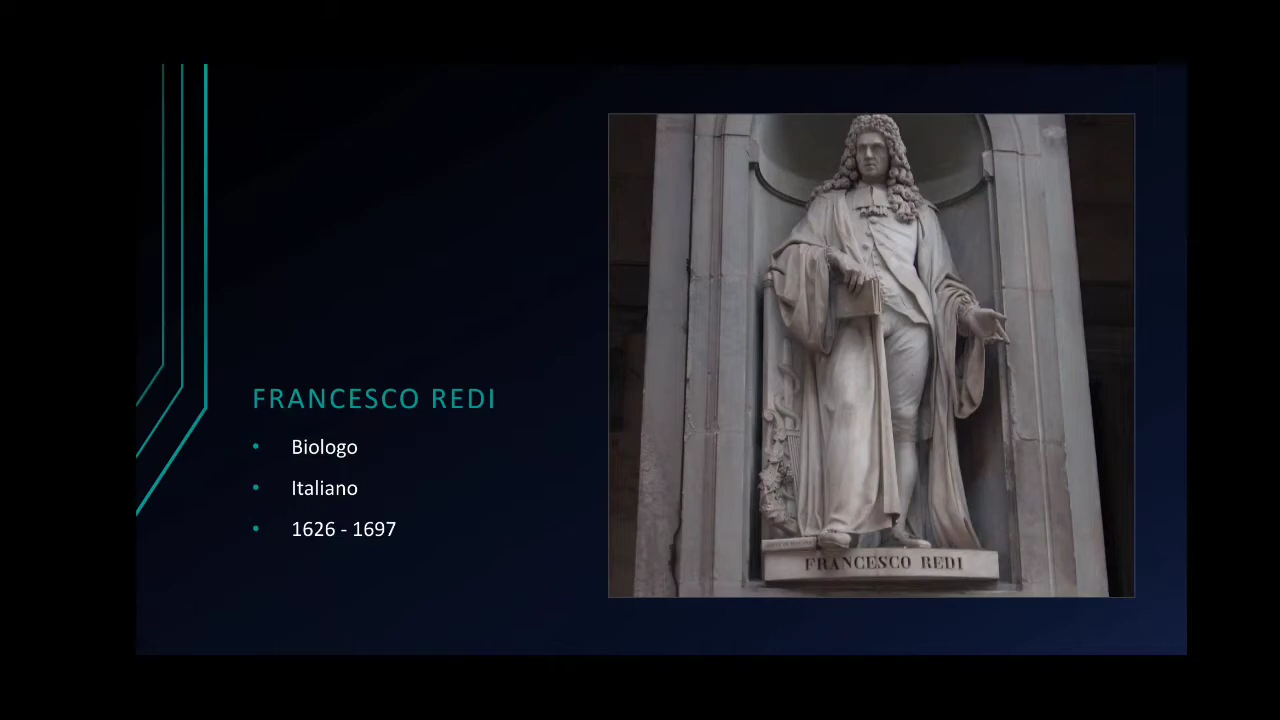 FRANCESCO REDI
Biologo
Italiano
1626 - 1697
FRANCESCO REDI